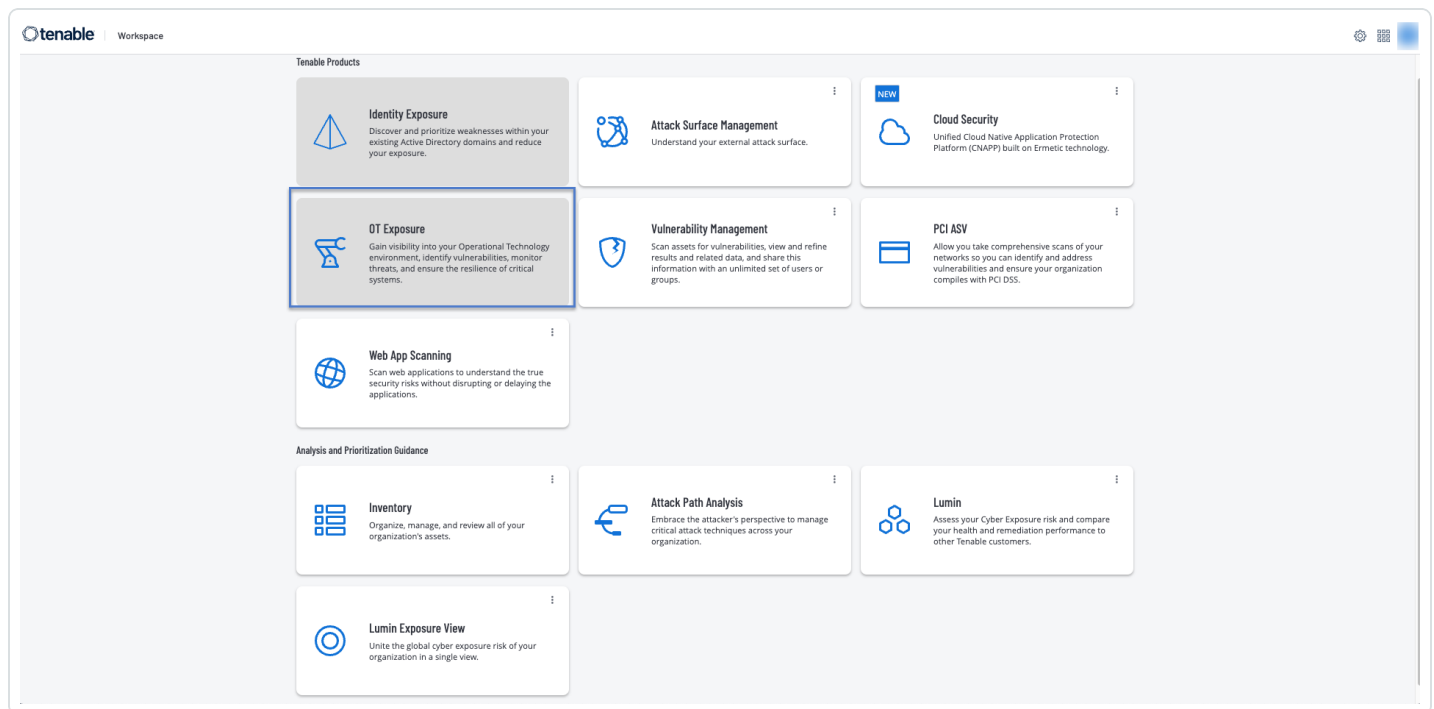 tenable
Workspace
Tenable Products
Identity Exposure
Discover and prioritize weaknesses within your
existing Active Directory domains and reduce
your exposure.
Attack Surface Management
Understand your external attack surface.
NEW
Cloud Security
Unified Cloud Native Application Protection
Platform (CNAPP) built on Ermetic technology.
OT Exposure
Gain visibility into your Operational Technology
environment, identify vulnerabilities, monitor
threats, and ensure the resilience of critical
systems.
Vulnerability Management
Scan assets for vulnerabilities, view and refine
results and related data, and share this
information with an unlimited set of users or
groups.
PCI ASV
Allow you take comprehensive scans of your
networks so you can identify and address
vulnerabilities and ensure your organization
compiles with PCI DSS.
Web App Scanning
Scan web applications to understand the true
security risks without disrupting or delaying the
applications.
Analysis and Prioritization Guidance
Inventory
Organize, manage, and review all of your
organization's assets.
Attack Path Analysis
Embrace the attacker's perspective to manage
critical attack techniques across your
organization.
Lumin
Assess your Cyber Exposure risk and compare
your health and remediation performance to
other Tenable customers.
Lumin Exposure View
Unite the global cyber exposure risk of your
organization in a single view.